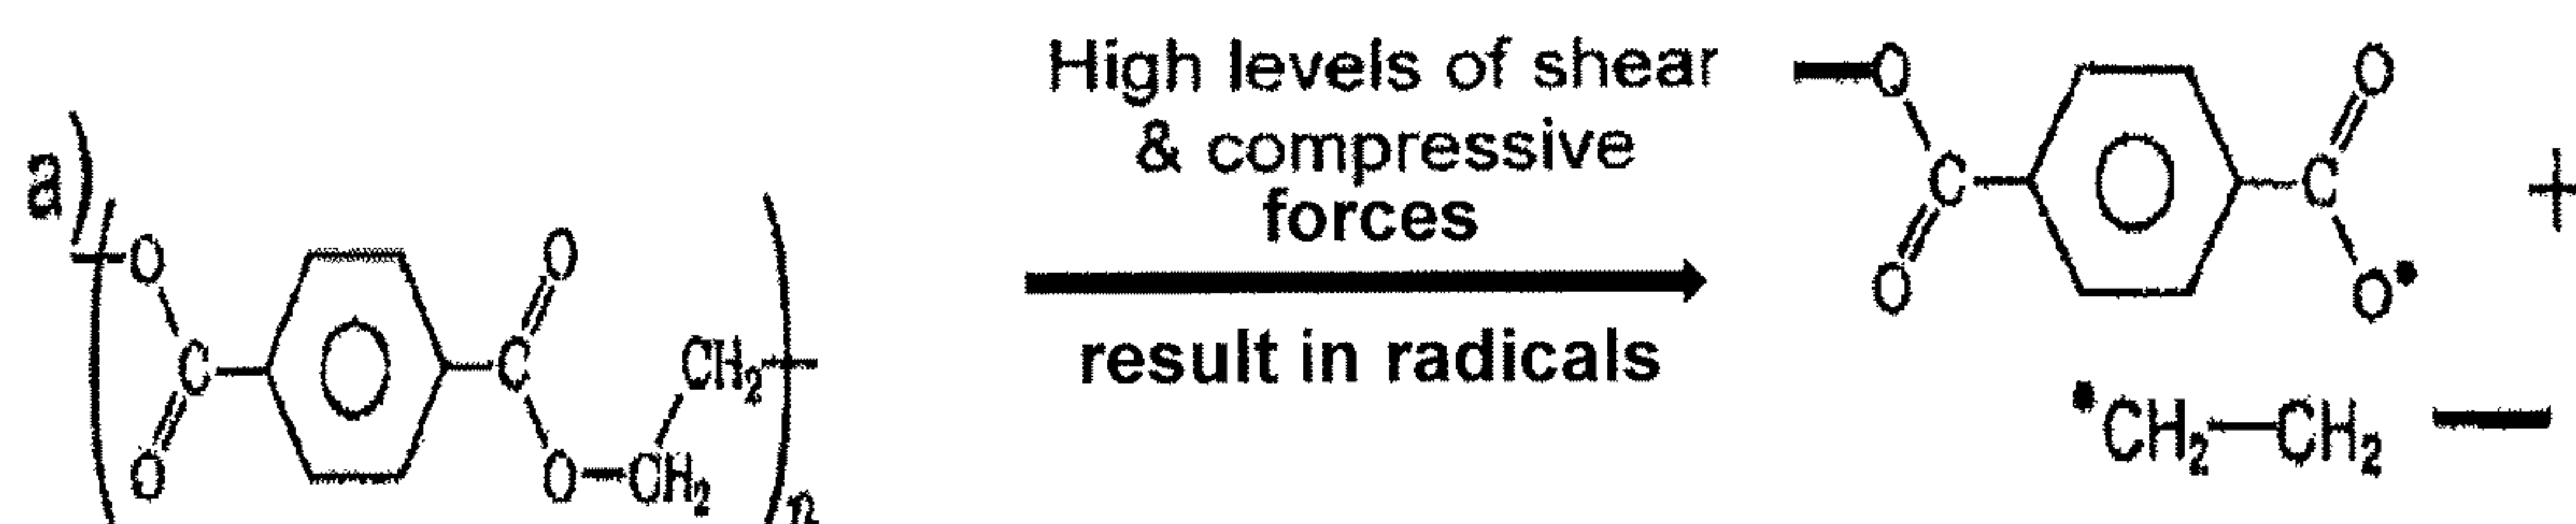 a)
O
O
C
C
CH₂
O
O—CH₂
n
High levels of shear
& compressive
forces
result in radicals
O
O
C
C
O
O•
+
•CH₂—CH₂ —